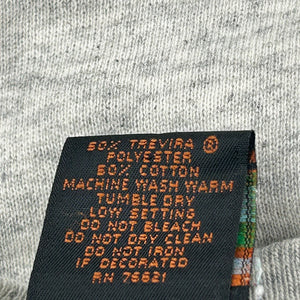 50% TREVIRA ®
POLYESTER
50% COTTON
MACHINE WASH WARM
TUMBLE DRY
LOW SETTING
DO NOT BLEACH
DO NOT DRY CLEAN
DO NOT IRON
IF DECORATED
RN 76621